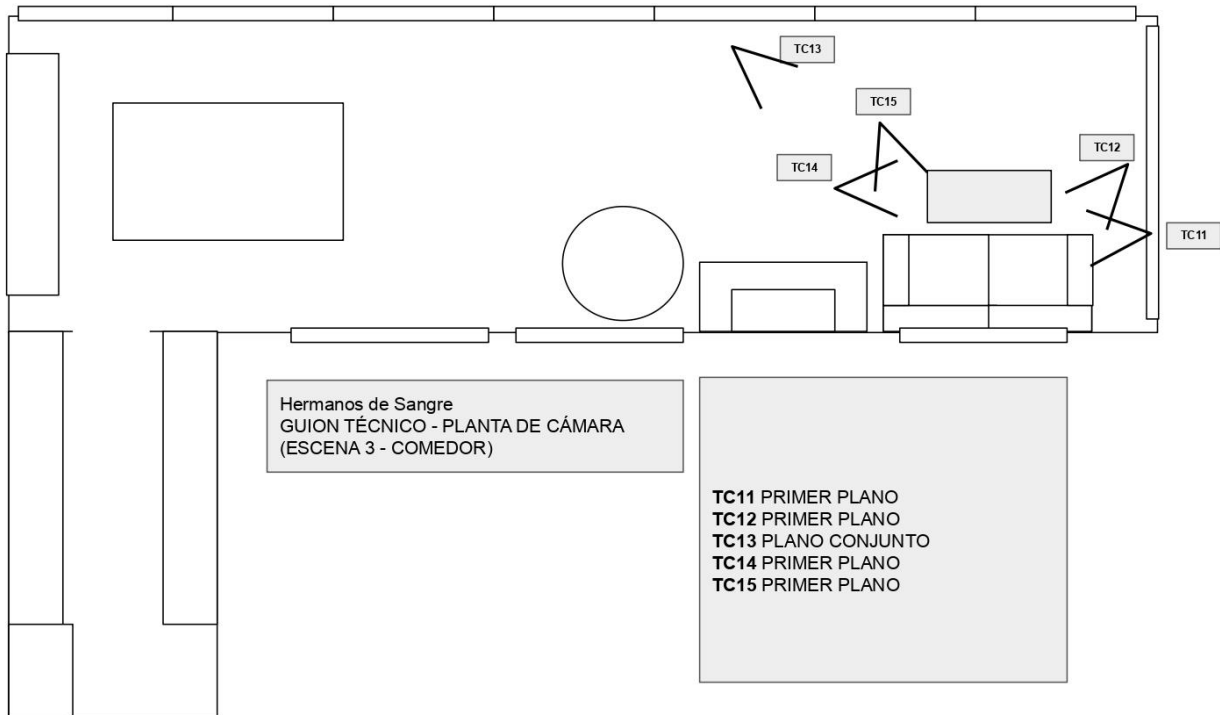 TC13
TC15
TC12
TC14
TC11
Hermanos de Sangre
GUION TÉCNICO - PLANTA DE CÁMARA
(ESCENA 3 - COMEDOR)
TC11 PRIMER PLANO
TC12 PRIMER PLANO
TC13 PLANO CONJUNTO
TC14 PRIMER PLANO
TC15 PRIMER PLANO